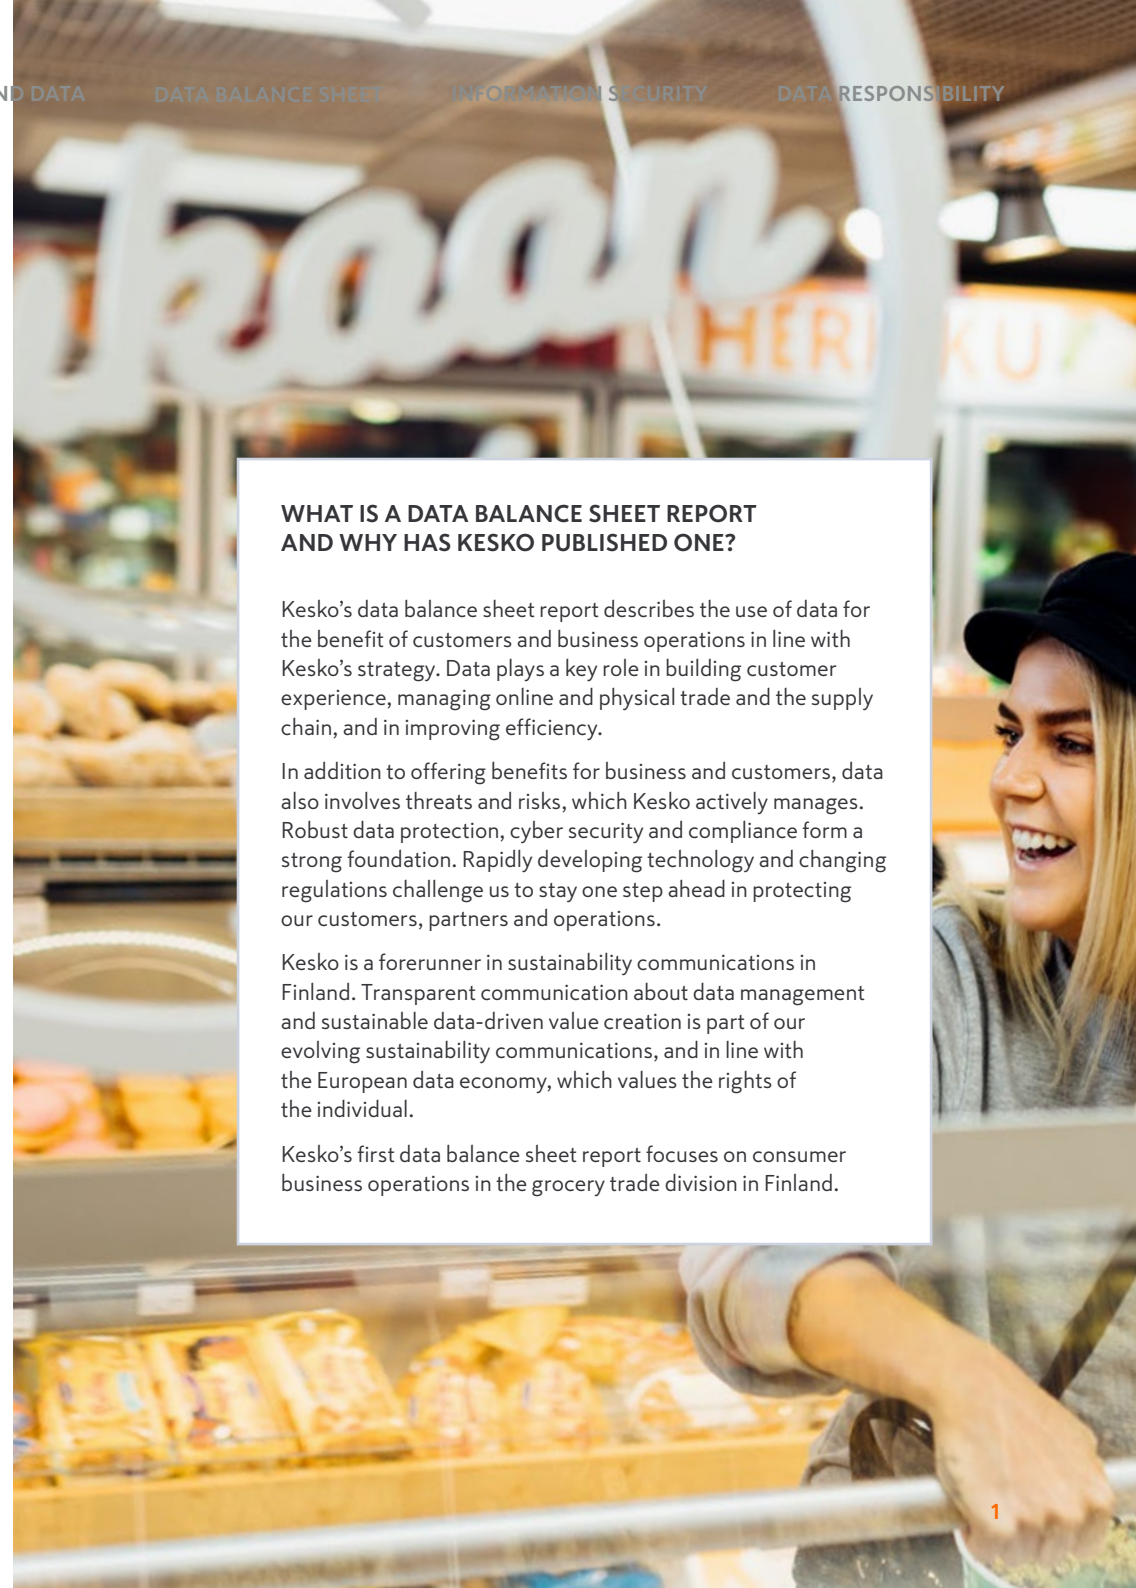 ND DATA DATA BALANCE SHEET INFORMATION SECURITY DATA RESPONSIBILITY
kaan
HERKKU
WHAT IS A DATA BALANCE SHEET REPORT
AND WHY HAS KESKO PUBLISHED ONE?
Kesko’s data balance sheet report describes the use of data for
the benefit of customers and business operations in line with
Kesko’s strategy. Data plays a key role in building customer
experience, managing online and physical trade and the supply
chain, and in improving efficiency.
In addition to offering benefits for business and customers, data
also involves threats and risks, which Kesko actively manages.
Robust data protection, cyber security and compliance form a
strong foundation. Rapidly developing technology and changing
regulations challenge us to stay one step ahead in protecting
our customers, partners and operations.
Kesko is a forerunner in sustainability communications in
Finland. Transparent communication about data management
and sustainable data-driven value creation is part of our
evolving sustainability communications, and in line with
the European data economy, which values the rights of
the individual.
Kesko’s first data balance sheet report focuses on consumer
business operations in the grocery trade division in Finland.
1